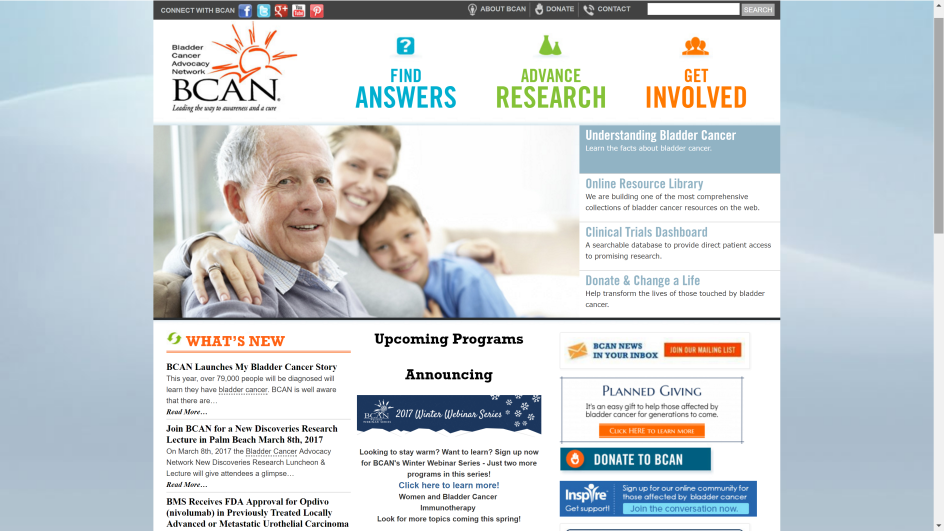 CONNECT WITH BCAN
ABOUT BCAN
DONATE
CONTACT
SEARCH
Bladder
Cancer
Advocacy
Network
BCAN®
Leading the way to awareness and a cure
?
FIND
ANSWERS
ADVANCE
RESEARCH
GET
INVOLVED
Understanding Bladder Cancer
Learn the facts about bladder cancer.
Online Resource Library
We are building one of the most comprehensive
collections of bladder cancer resources on the web.
Clinical Trials Dashboard
A searchable database to provide direct patient access
to promising research.
Donate & Change a Life
Help transform the lives of those touched by bladder
cancer.
WHAT'S NEW
BCAN Launches My Bladder Cancer Story
This year, over 79,000 people will be diagnosed will
learn they have bladder cancer. BCAN is well aware
that there are…
Read More…
Join BCAN for a New Discoveries Research
Lecture in Palm Beach March 8th, 2017
On March 8th, 2017 the Bladder Cancer Advocacy
Network New Discoveries Research Luncheon &
Lecture will give attendees a glimpse…
Read More…
BMS Receives FDA Approval for Opdivo
(nivolumab) in Previously Treated Locally
Advanced or Metastatic Urothelial Carcinoma
Upcoming Programs
Announcing
BCAN
2017 Winter Webinar Series
Looking to stay warm? Want to learn? Sign up now
for BCAN's Winter Webinar Series - Just two more
programs in this series!
Click here to learn more!
Women and Bladder Cancer
Immunotherapy
Look for more topics coming this spring!
BCAN NEWS
IN YOUR INBOX
JOIN OUR MAILING LIST
PLANNED GIVING
It's an easy gift to help those affected by
bladder cancer for generations to come.
CLICK HERE TO LEARN MORE
DONATE TO BCAN
Inspire
Get support!
Sign up for our online community for
those affected by bladder cancer
Join the conversation now.